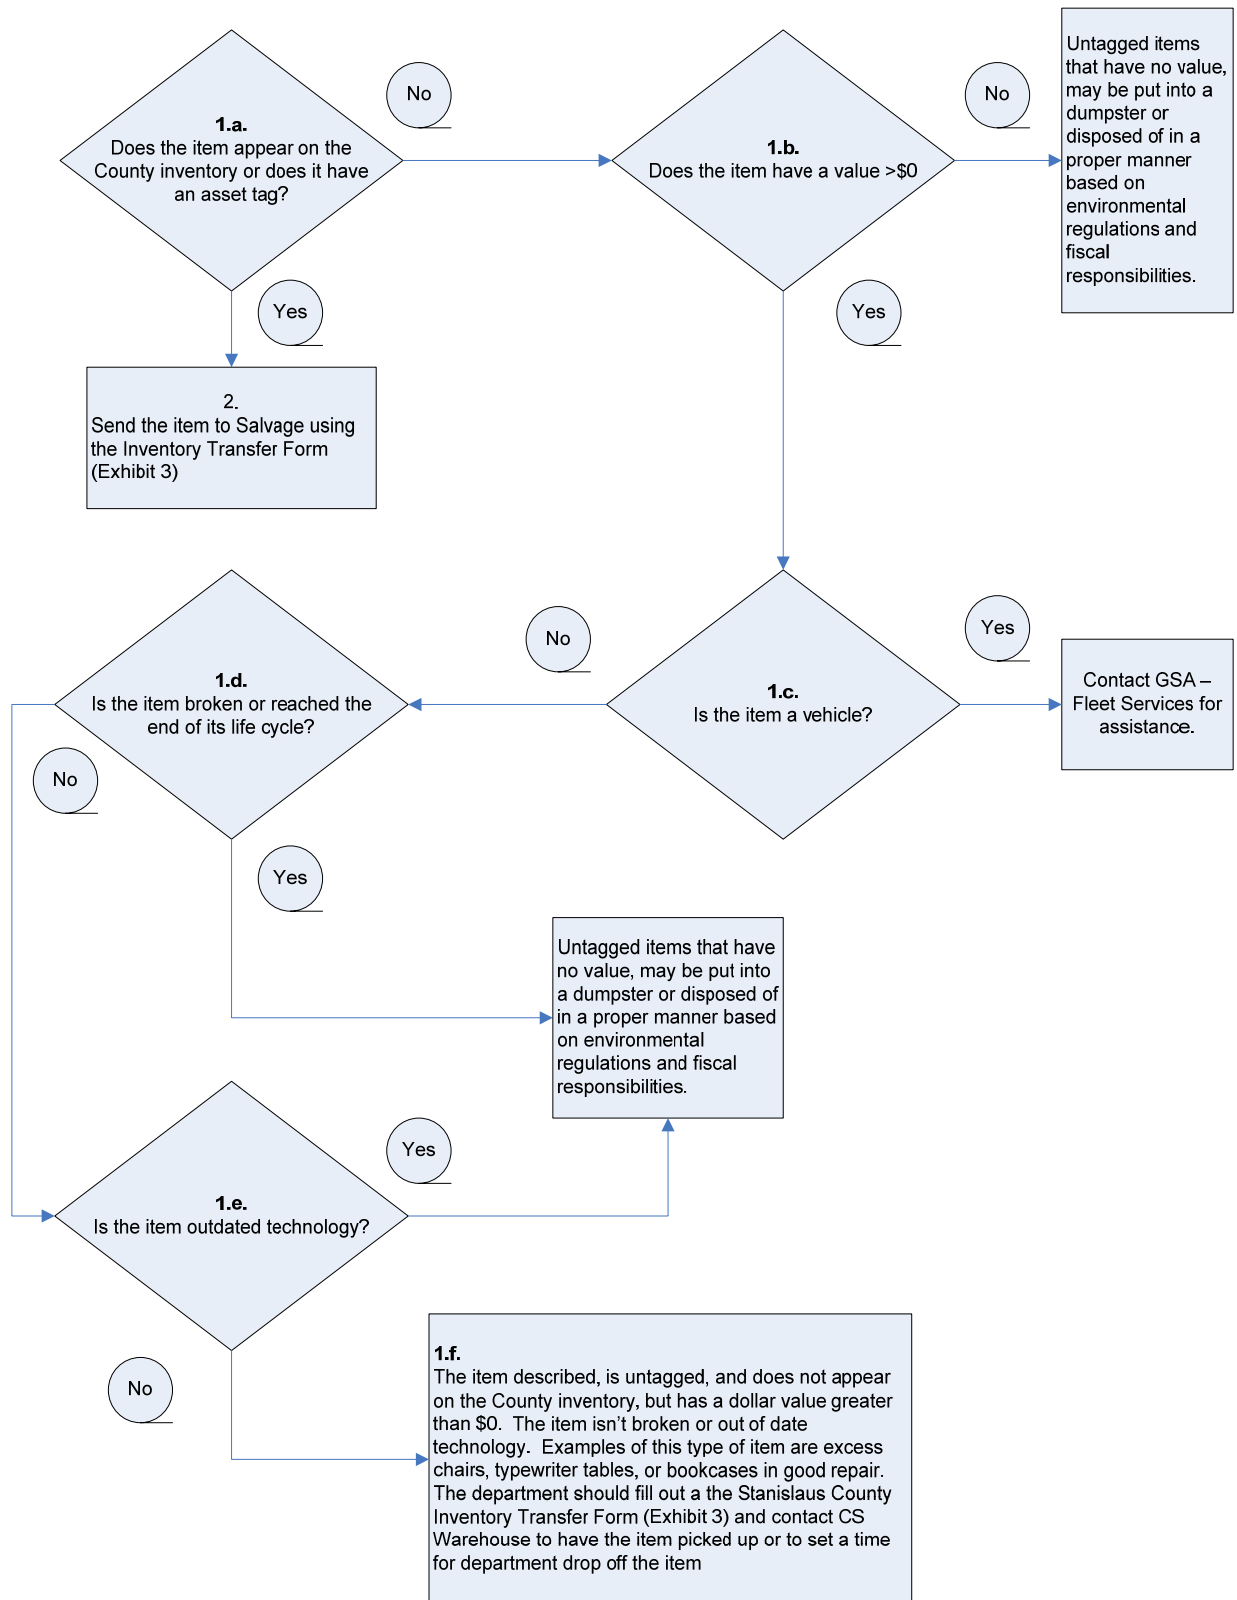 1.a.
Does the item appear on the
County inventory or does it have
an asset tag?
No
1.b.
Does the item have a value >$0
No
Untagged items
that have no value,
may be put into a
dumpster or
disposed of in a
proper manner
based on
environmental
regulations and
fiscal
responsibilities.
Yes
Yes
2.
Send the item to Salvage using
the Inventory Transfer Form
(Exhibit 3)
1.d.
Is the item broken or reached the
end of its life cycle?
No
1.c.
Is the item a vehicle?
Yes
Contact GSA –
Fleet Services for
assistance.
No
Yes
Untagged items that have
no value, may be put into
a dumpster or disposed of
in a proper manner based
on environmental
regulations and fiscal
responsibilities.
1.e.
Is the item outdated technology?
Yes
No
1.f.
The item described, is untagged, and does not appear
on the County inventory, but has a dollar value greater
than $0.  The item isn't broken or out of date
technology.  Examples of this type of item are excess
chairs, typewriter tables, or bookcases in good repair.
The department should fill out a the Stanislaus County
Inventory Transfer Form (Exhibit 3) and contact CS
Warehouse to have the item picked up or to set a time
for department drop off the item